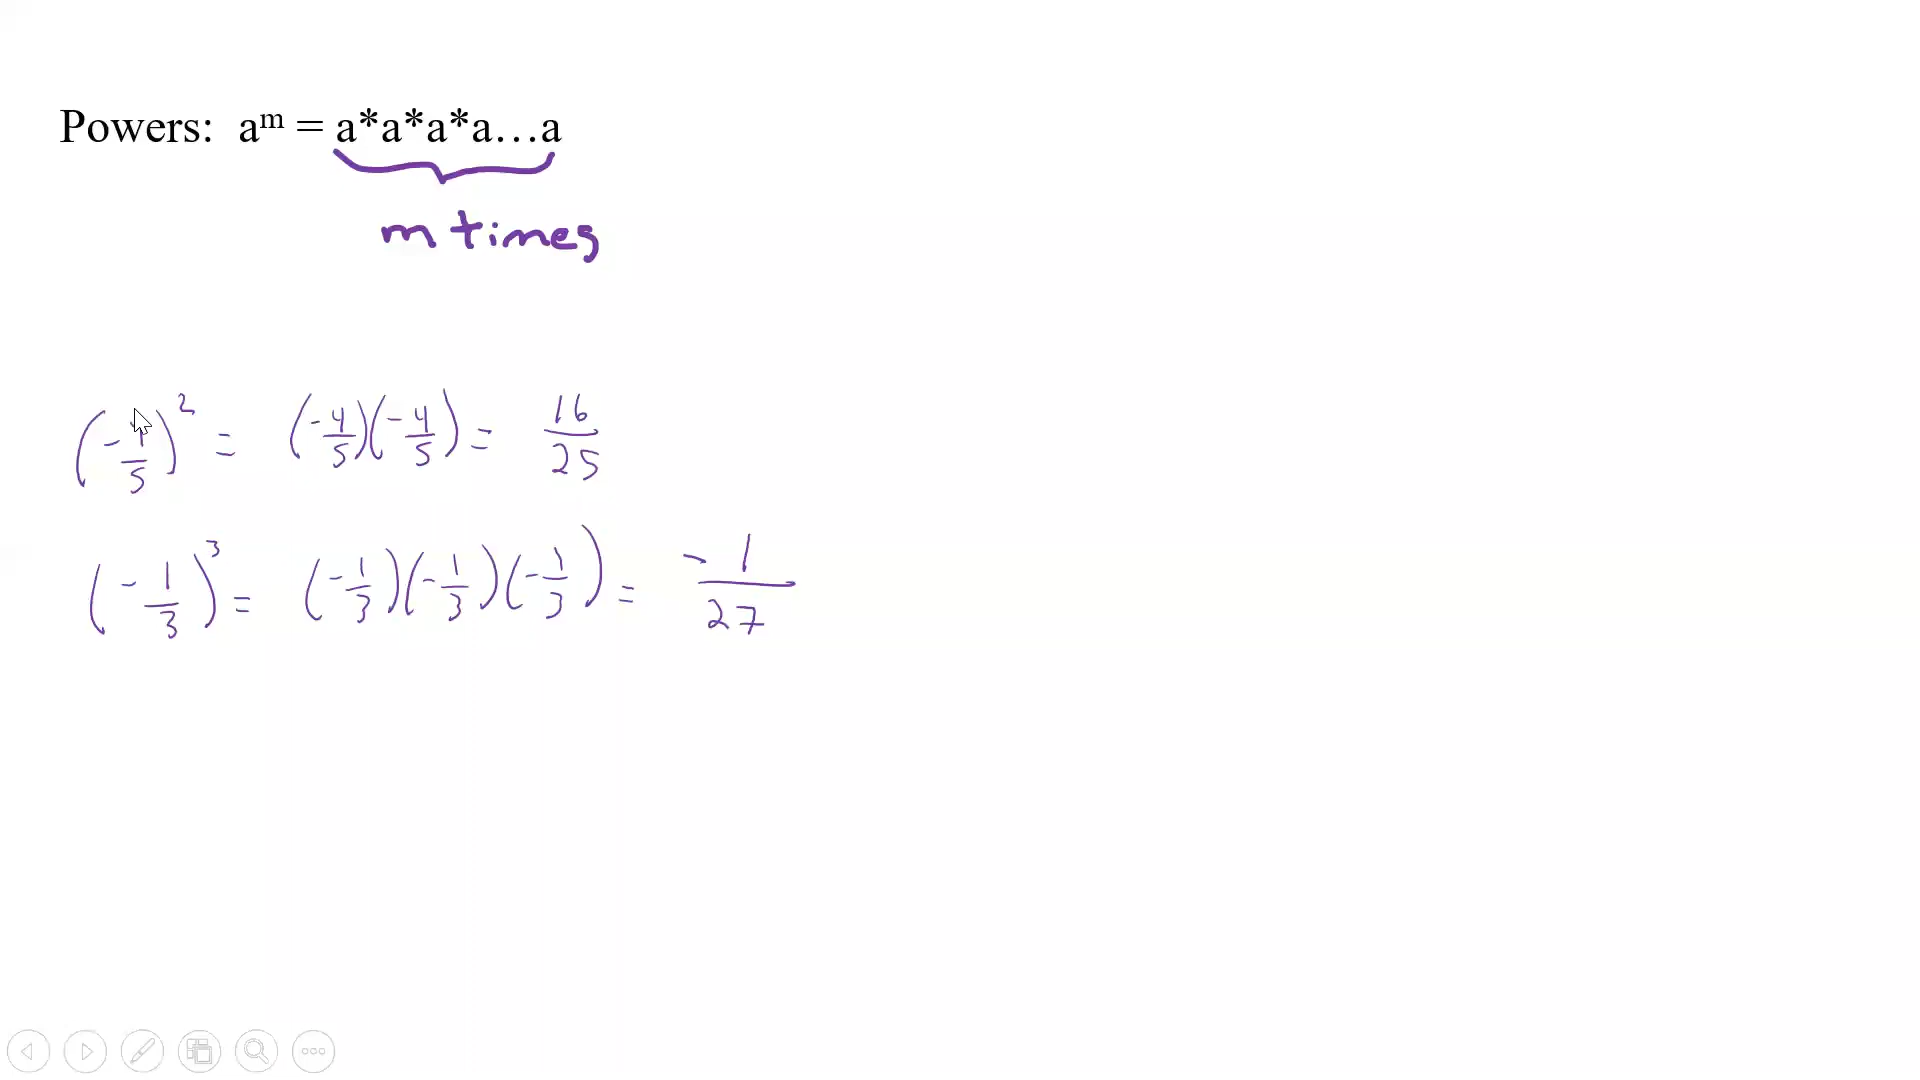 Powers: aᵐ = a*a*a*a…a
m times
(-4/5)² = (-4/5)(-4/5) = 16/25
(-1/3)³ = (-1/3)(-1/3)(-1/3) = -1/27